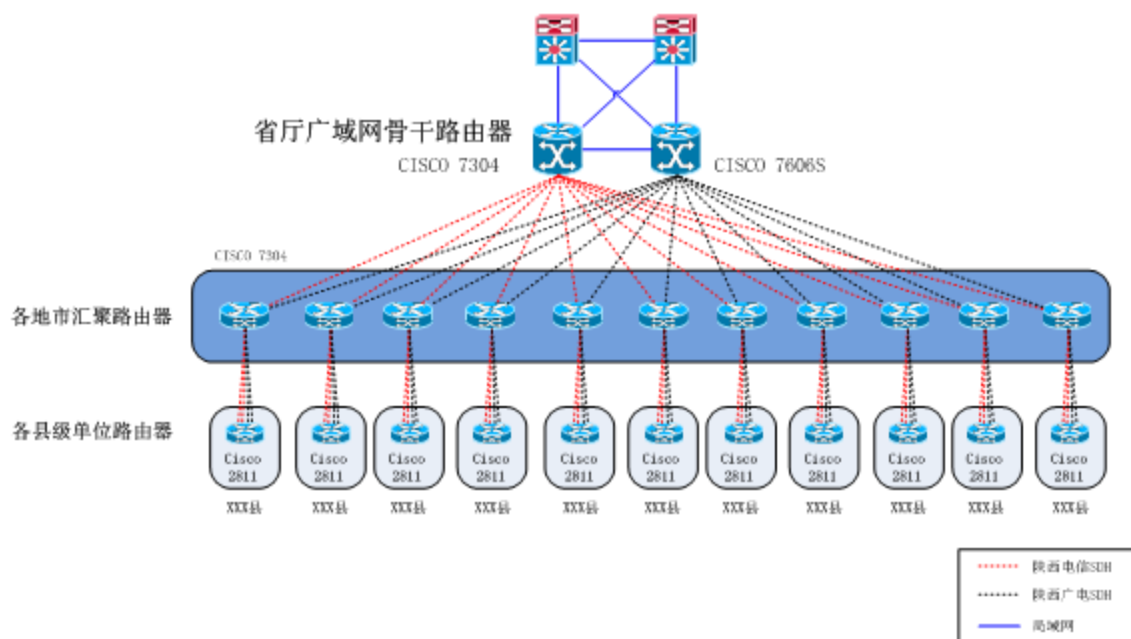 省厅广域网骨干路由器
CISCO 7304
CISCO 7606S
CISCO 7304
各地市汇聚路由器
各县级单位路由器
Cisco 2811
Cisco 2811
Cisco 2811
Cisco 2811
Cisco 2811
Cisco 2811
Cisco 2811
Cisco 2811
Cisco 2811
Cisco 2811
Cisco 2811
XXX县
XXX县
XXX县
XXX县
XXX县
XXX县
XXX县
XXX县
XXX县
XXX县
XXX县
陕西电信SDH
陕西广电SDH
局域网